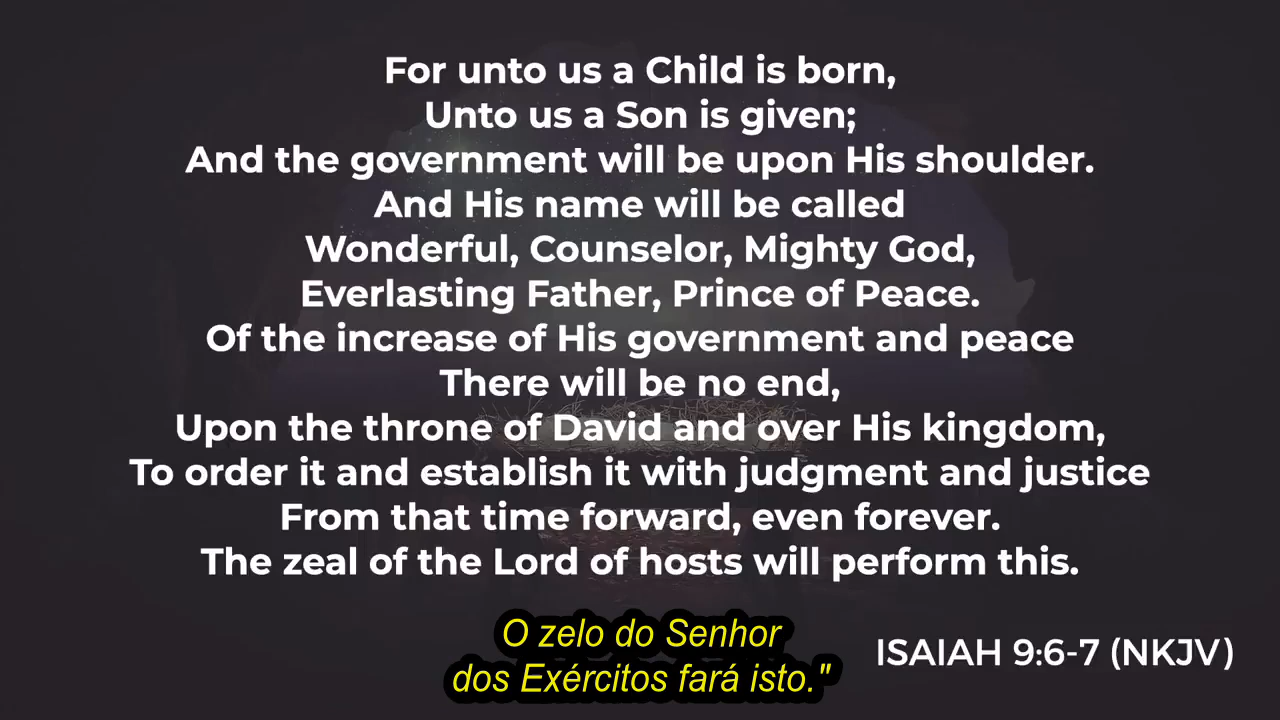 For unto us a Child is born,
Unto us a Son is given;
And the government will be upon His shoulder.
And His name will be called
Wonderful, Counselor, Mighty God,
Everlasting Father, Prince of Peace.
Of the increase of His government and peace
There will be no end,
Upon the throne of David and over His kingdom,
To order it and establish it with judgment and justice
From that time forward, even forever.
The zeal of the Lord of hosts will perform this.
O zelo do Senhor
dos Exércitos fará isto."
ISAIAH 9:6-7 (NKJV)